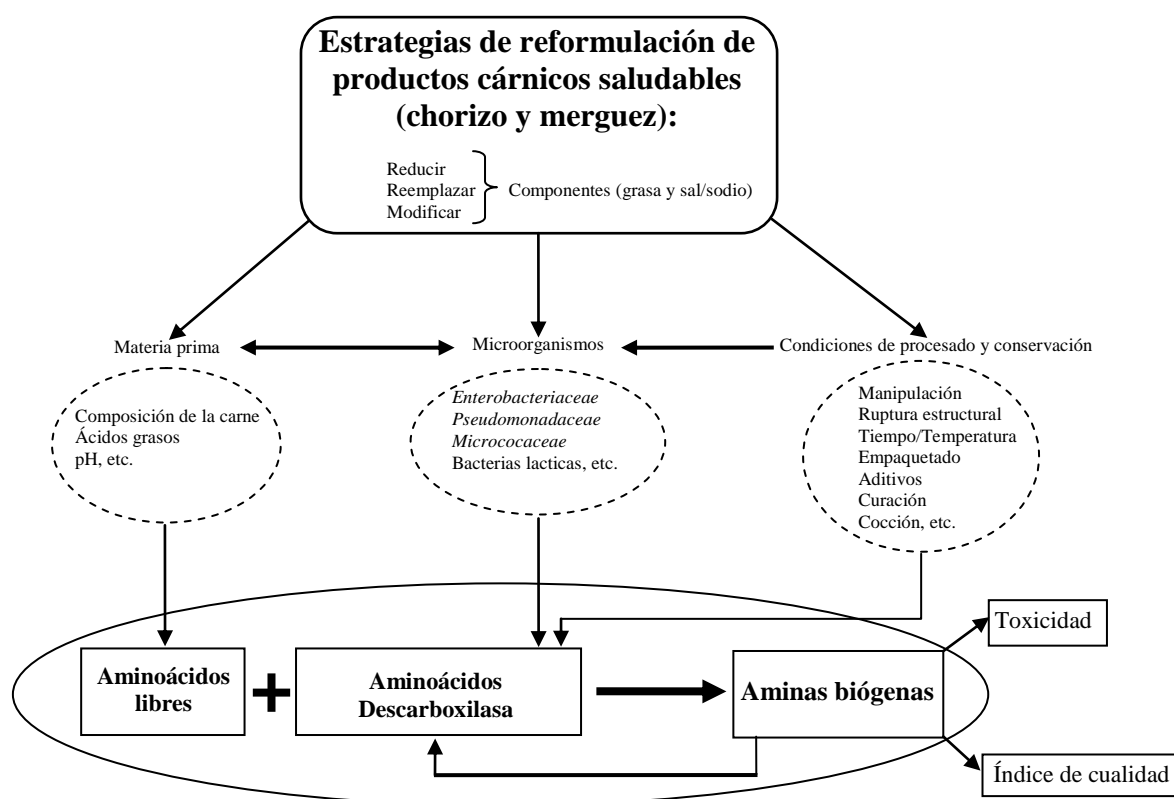 Estrategias de reformulación de
productos cárnicos saludables
(chorizo y merguez):
Reducir
Reemplazar
Modificar
Componentes (grasa y sal/sodio)
Materia prima
Microorganismos
Condiciones de procesado y conservación
Composición de la carne
Ácidos grasos
pH, etc.
Enterobacteriaceae
Pseudomonadaceae
Micrococaceae
Bacterias lacticas, etc.
Manipulación
Ruptura estructural
Tiempo/Temperatura
Empaquetado
Aditivos
Curación
Cocción, etc.
Aminoácidos
libres
+
Aminoácidos
Descarboxilasa
Aminas biógenas
Toxicidad
Índice de cualidad